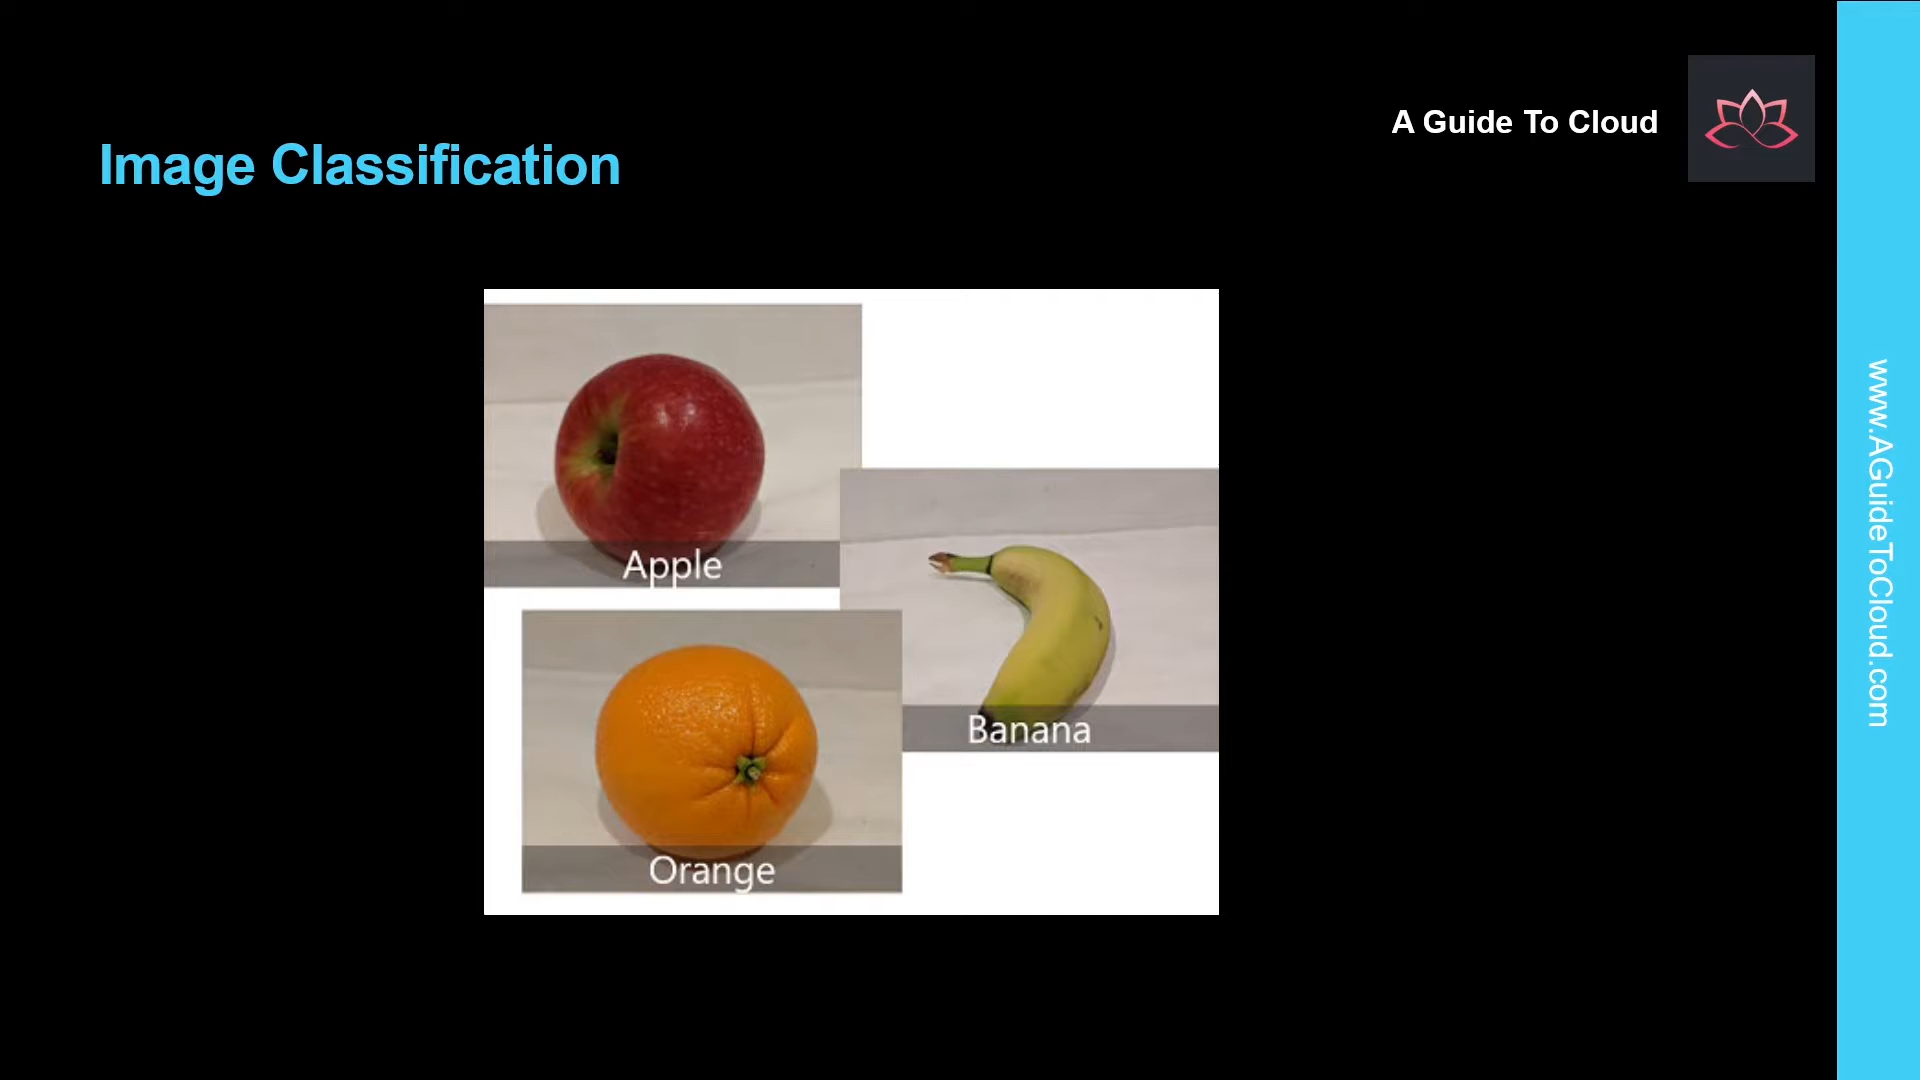 A Guide To Cloud
Image Classification
Apple
Banana
Orange
www.AGuideToCloud.com